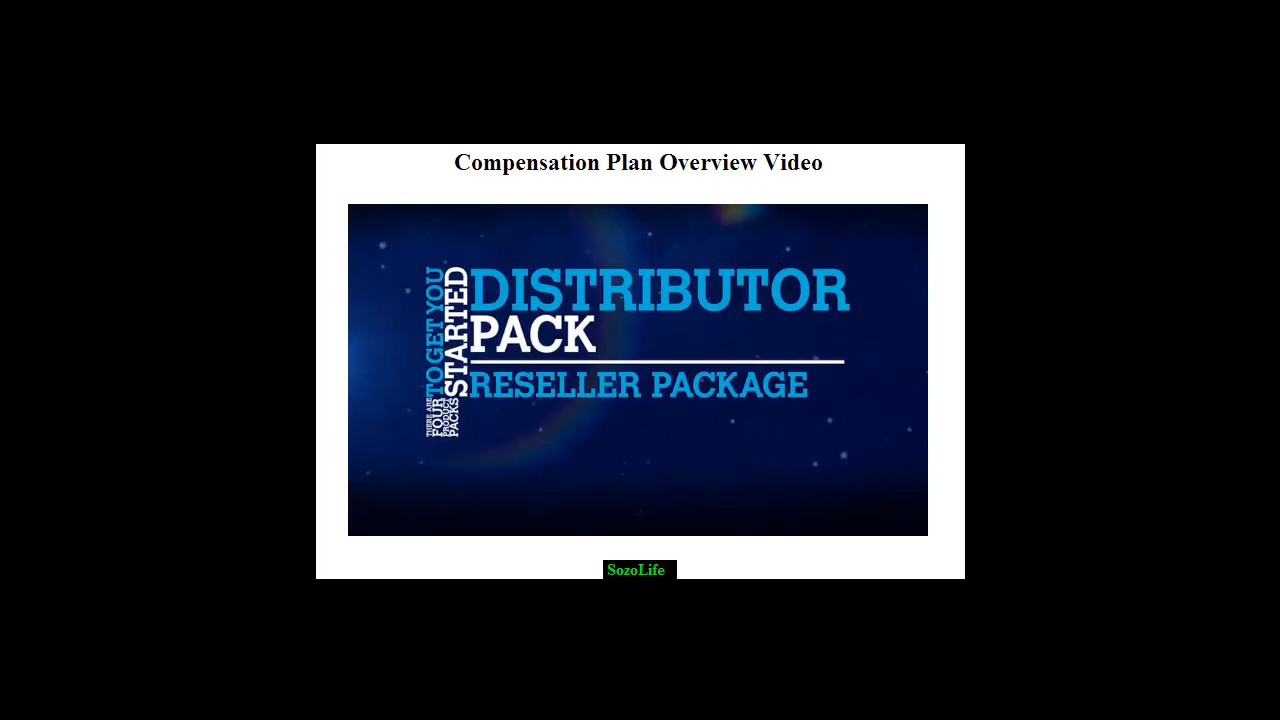 Compensation Plan Overview Video
THERE ARE
FOUR
PRODUCT
PACKS
TO GET YOU
STARTED
DISTRIBUTOR
PACK
RESELLER PACKAGE
SozoLife